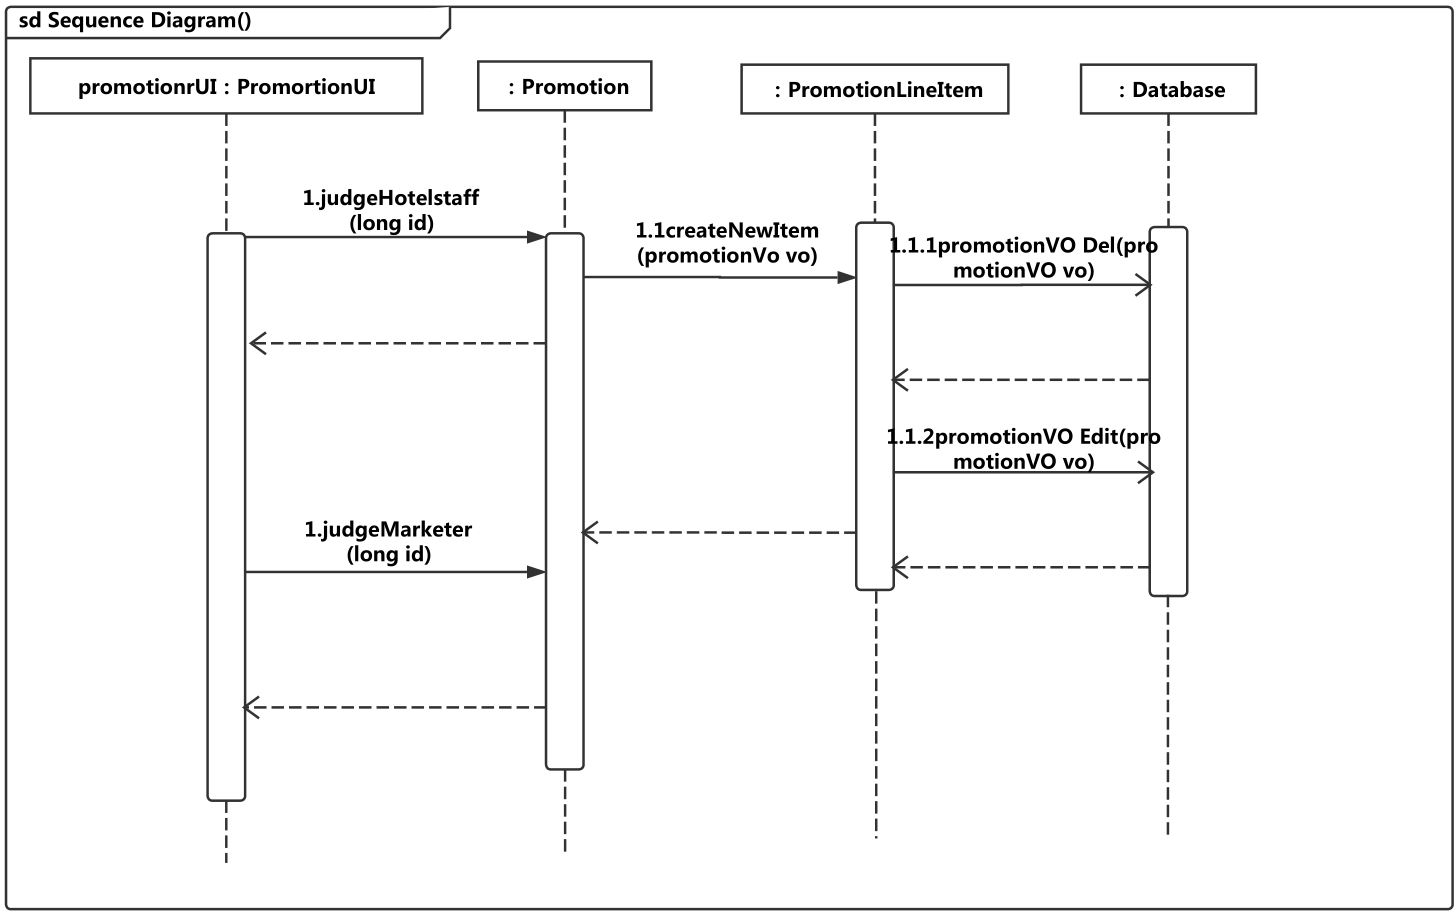 sd Sequence Diagram()
promotionrUI : PromortionUI
: Promotion
: PromotionLineItem
: Database
1.judgeHotelstaff
(long id)
1.1createNewItem
(promotionVo vo)
1.1.1promotionVO Del(pro
motionVO vo)
1.1.2promotionVO Edit(pro
motionVO vo)
1.judgeMarketer
(long id)